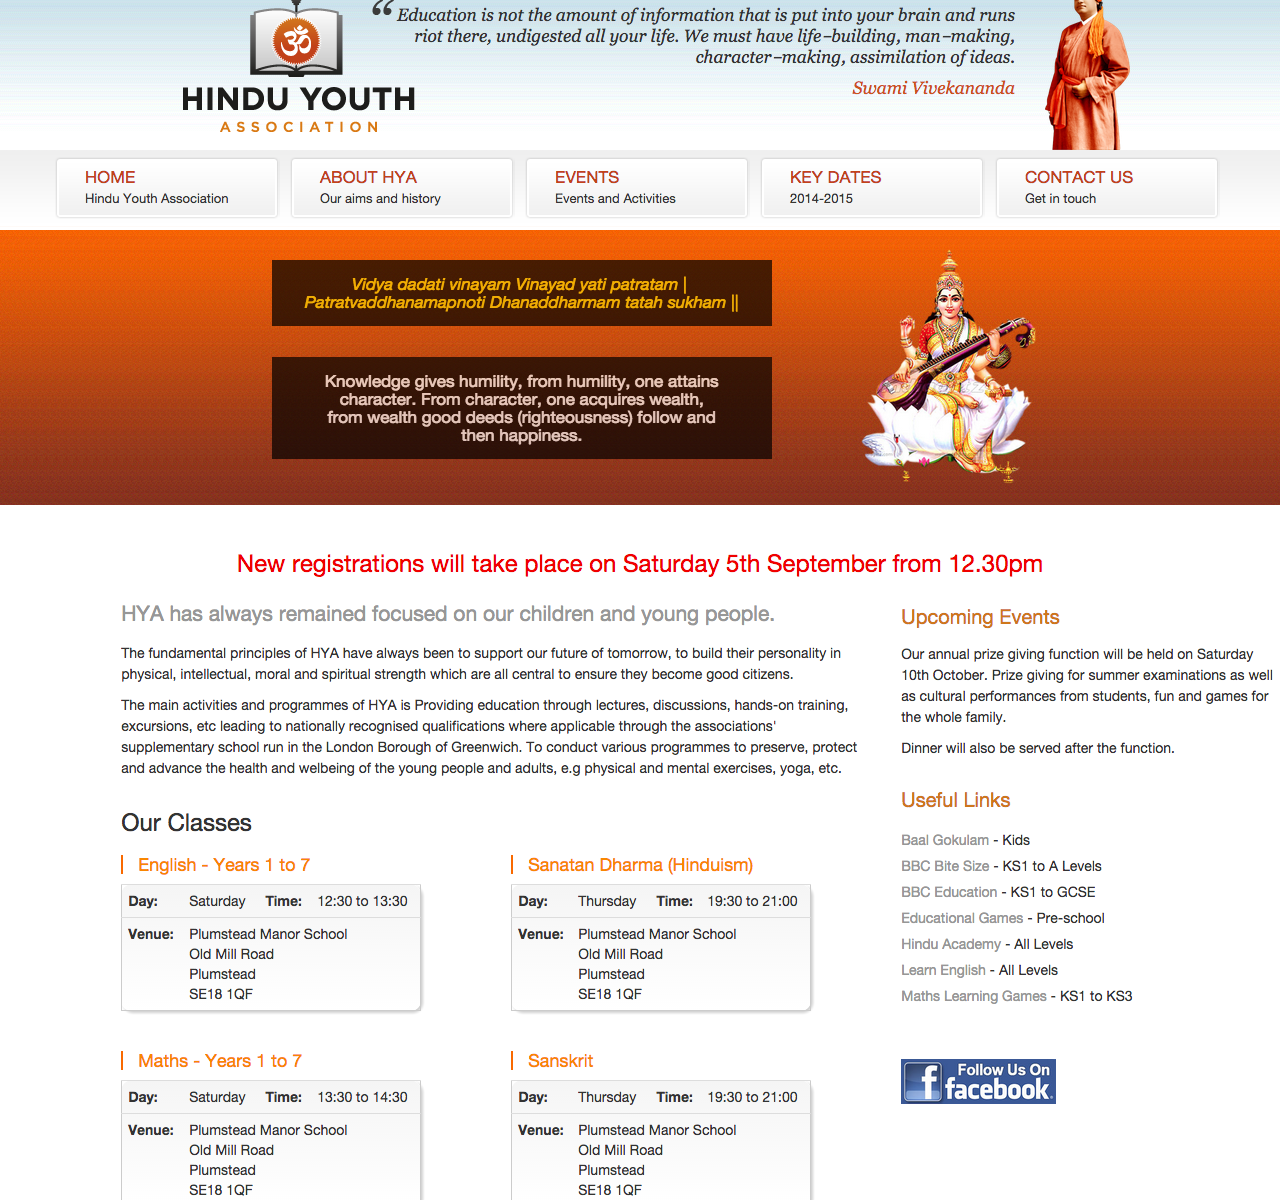 ॐ
HINDU YOUTH
ASSOCIATION
“Education is not the amount of information that is put into your brain and runs
riot there, undigested all your life. We must have life-building, man-making,
character-making, assimilation of ideas.
Swami Vivekananda
HOME
Hindu Youth Association
ABOUT HYA
Our aims and history
EVENTS
Events and Activities
KEY DATES
2014-2015
CONTACT US
Get in touch
Vidya dadati vinayam Vinayad yati patratam |
Patratvaddhanamapnoti Dhanaddharmam tatah sukham ||
Knowledge gives humility, from humility, one attains
character. From character, one acquires wealth,
from wealth good deeds (righteousness) follow and
then happiness.
New registrations will take place on Saturday 5th September from 12.30pm
HYA has always remained focused on our children and young people.
The fundamental principles of HYA have always been to support our future of tomorrow, to build their personality in
physical, intellectual, moral and spiritual strength which are all central to ensure they become good citizens.
The main activities and programmes of HYA is Providing education through lectures, discussions, hands-on training,
excursions, etc leading to nationally recognised qualifications where applicable through the associations'
supplementary school run in the London Borough of Greenwich. To conduct various programmes to preserve, protect
and advance the health and welbeing of the young people and adults, e.g physical and mental exercises, yoga, etc.
Our Classes
English - Years 1 to 7
Day: Saturday Time: 12:30 to 13:30
Venue: Plumstead Manor School
Old Mill Road
Plumstead
SE18 1QF
Sanatan Dharma (Hinduism)
Day: Thursday Time: 19:30 to 21:00
Venue: Plumstead Manor School
Old Mill Road
Plumstead
SE18 1QF
Maths - Years 1 to 7
Day: Saturday Time: 13:30 to 14:30
Venue: Plumstead Manor School
Old Mill Road
Plumstead
SE18 1QF
Sanskrit
Day: Thursday Time: 19:30 to 21:00
Venue: Plumstead Manor School
Old Mill Road
Plumstead
SE18 1QF
Upcoming Events
Our annual prize giving function will be held on Saturday
10th October. Prize giving for summer examinations as well
as cultural performances from students, fun and games for
the whole family.
Dinner will also be served after the function.
Useful Links
Baal Gokulam - Kids
BBC Bite Size - KS1 to A Levels
BBC Education - KS1 to GCSE
Educational Games - Pre-school
Hindu Academy - All Levels
Learn English - All Levels
Maths Learning Games - KS1 to KS3
f Follow Us On
facebook